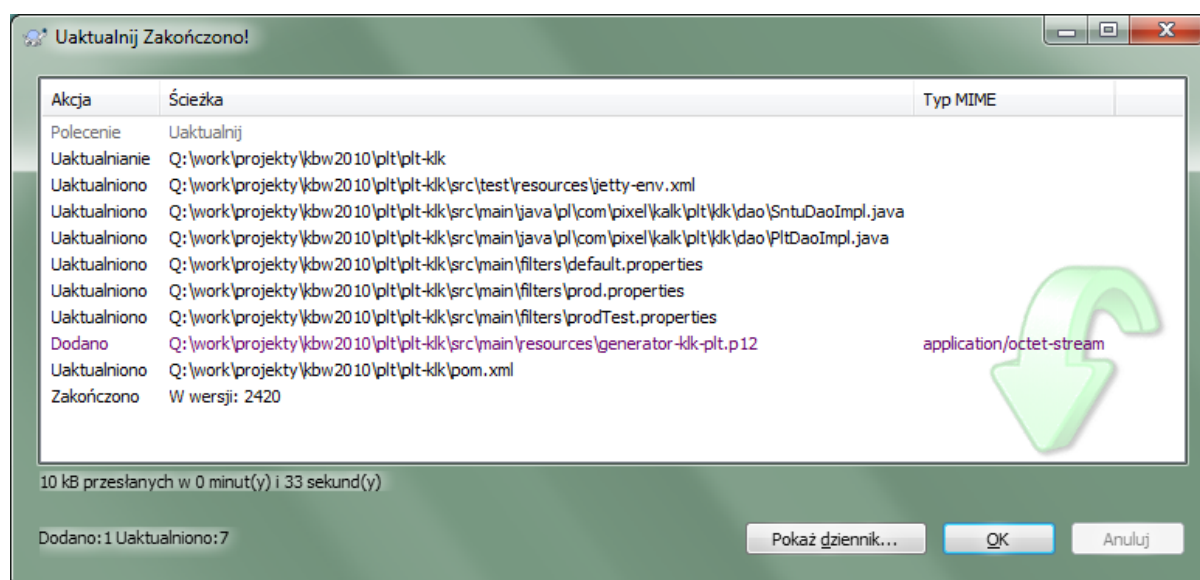 Uaktualnij Zakończono!
Akcja Ścieżka Typ MIME
Polecenie Uaktualnij
Uaktualnianie Q:\work\projekty\kbw2010\plt\plt-klk
Uaktualniono Q:\work\projekty\kbw2010\plt\plt-klk\src\test\resources\jetty-env.xml
Uaktualniono Q:\work\projekty\kbw2010\plt\plt-klk\src\main\java\pl\com\pixel\kalk\plt\klk\dao\SntuDaoImpl.java
Uaktualniono Q:\work\projekty\kbw2010\plt\plt-klk\src\main\java\pl\com\pixel\kalk\plt\klk\dao\PltDaoImpl.java
Uaktualniono Q:\work\projekty\kbw2010\plt\plt-klk\src\main\filters\default.properties
Uaktualniono Q:\work\projekty\kbw2010\plt\plt-klk\src\main\filters\prod.properties
Uaktualniono Q:\work\projekty\kbw2010\plt\plt-klk\src\main\filters\prodTest.properties
Dodano Q:\work\projekty\kbw2010\plt\plt-klk\src\main\resources\generator-klk-plt.p12 application/octet-stream
Uaktualniono Q:\work\projekty\kbw2010\plt\plt-klk\pom.xml
Zakończono W wersji: 2420
10 kB przesłanych w 0 minut(y) i 33 sekund(y)
Dodano:1 Uaktualniono:7
Pokaż dziennik... OK Anuluj